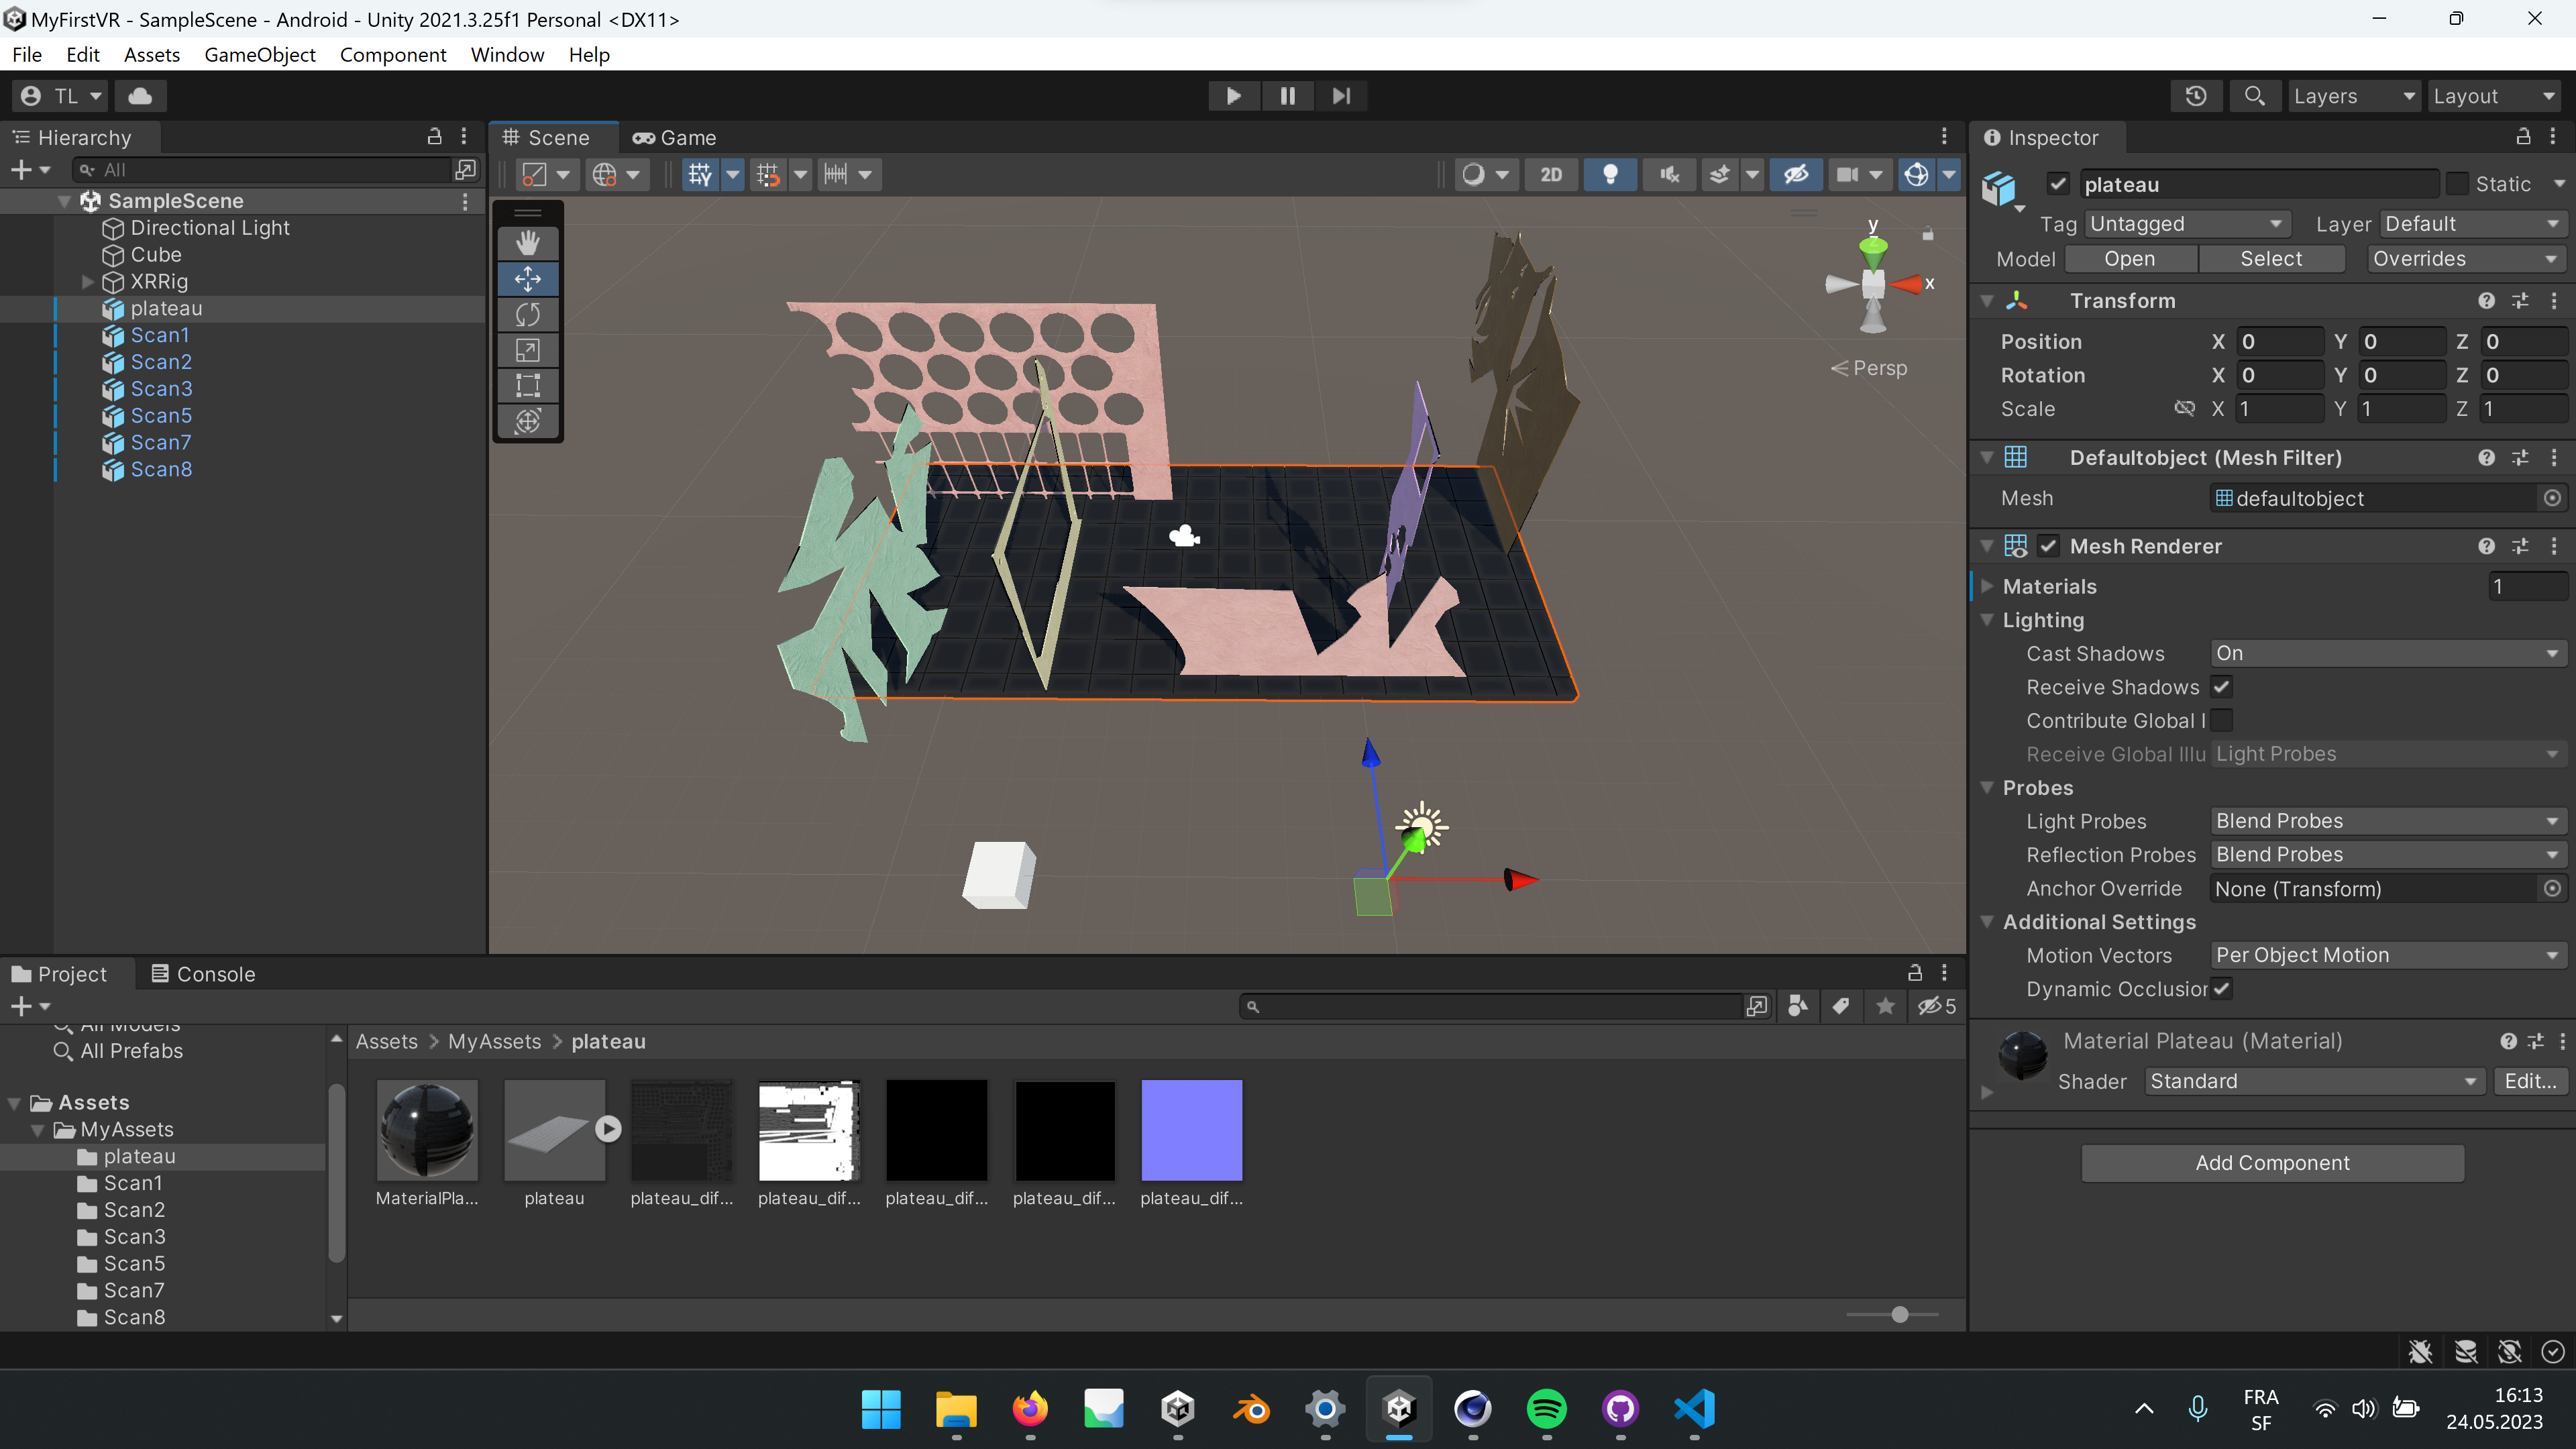 MyFirstVR - SampleScene - Android - Unity 2021.3.25f1 Personal <DX11>
File Edit Assets GameObject Component Window Help
TL
Layers Layout
Hierarchy
All
SampleScene
Directional Light
Cube
XRRig
plateau
Scan1
Scan2
Scan3
Scan5
Scan7
Scan8
Scene Game
2D
y
z
x
Persp
Inspector
plateau Static
Tag Untagged Layer Default
Model Open Select Overrides
Transform
Position X 0 Y 0 Z 0
Rotation X 0 Y 0 Z 0
Scale X 1 Y 1 Z 1
Defaultobject (Mesh Filter)
Mesh defaultobject
Mesh Renderer
Materials 1
Lighting
Cast Shadows On
Receive Shadows
Contribute Global I
Receive Global Illu Light Probes
Probes
Light Probes Blend Probes
Reflection Probes Blend Probes
Anchor Override None (Transform)
Additional Settings
Motion Vectors Per Object Motion
Dynamic Occlusion
Material Plateau (Material)
Shader Standard Edit...
Add Component
Project Console
5
All Models
All Prefabs
Assets
MyAssets
plateau
Scan1
Scan2
Scan3
Scan5
Scan7
Scan8
Assets > MyAssets > plateau
MaterialPla... plateau plateau_dif... plateau_dif... plateau_dif... plateau_dif... plateau_dif...
FRA
SF
16:13
24.05.2023